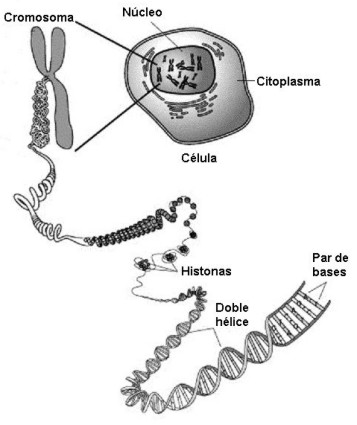 Núcleo
Cromosoma
Citoplasma
Célula
Par de
bases
Histonas
Doble
hélice